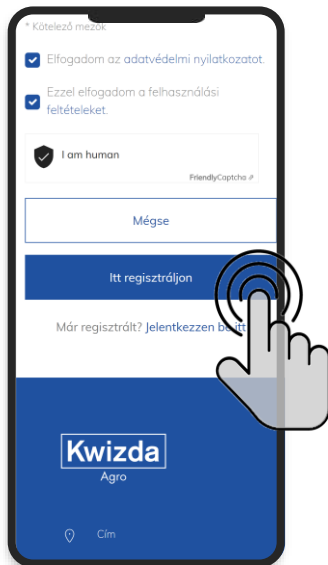 * Kötelező mezők
Elfogadom az adatvédelmi nyilatkozatot.
Ezzel elfogadom a felhasználási
feltételeket.
I am human
FriendlyCaptcha
Mégse
Itt regisztráljon
Már regisztrált? Jelentkezzen be itt
Kwizda
Agro
Cím